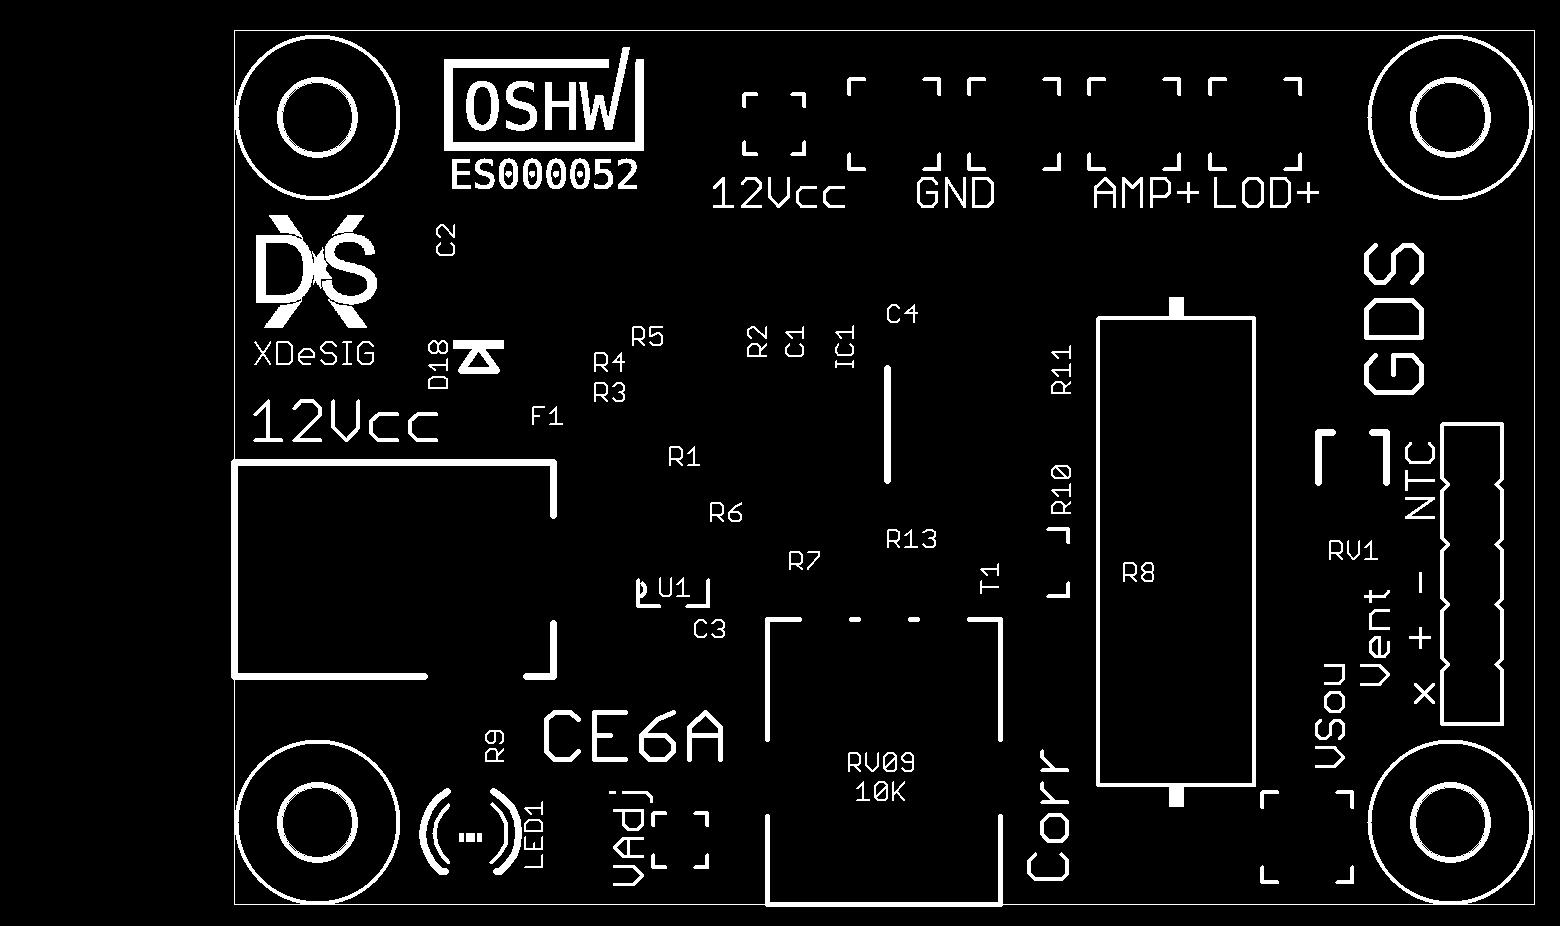 OSHW
ES000052
12Vcc GND AMP+ LOD+
DS
XDeSIG
C2
GDS
C4
D18
R5
R4
R3
R2
C1
IC1
R11
12Vcc
F1
R1
R6
R10
R13
R7
T1
R8
NTC
RV1
U1
C3
Vent
x + -
VSou
CE6A
R9
RV09
10K
LED1
VAdj
Corr